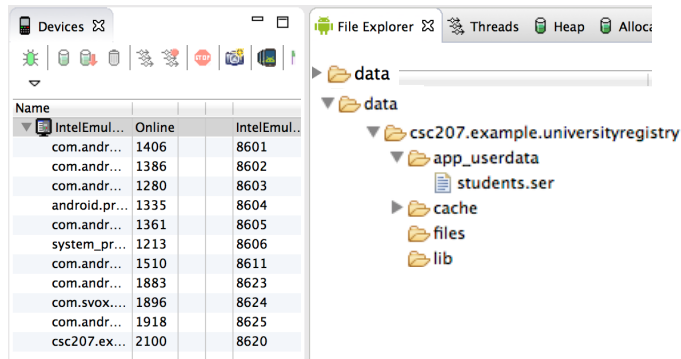 Devices
File Explorer Threads Heap Alloca
STOP
data
data
csc207.example.universityregistry
app_userdata
students.ser
cache
files
lib
Name
IntelEmul... Online IntelEmul..
com.andr... 1406 8601
com.andr... 1386 8602
com.andr... 1280 8603
android.pr... 1335 8604
com.andr... 1361 8605
system_pr... 1213 8606
com.andr... 1510 8611
com.andr... 1883 8623
com.svox.... 1896 8624
com.andr... 1918 8625
csc207.ex... 2100 8620